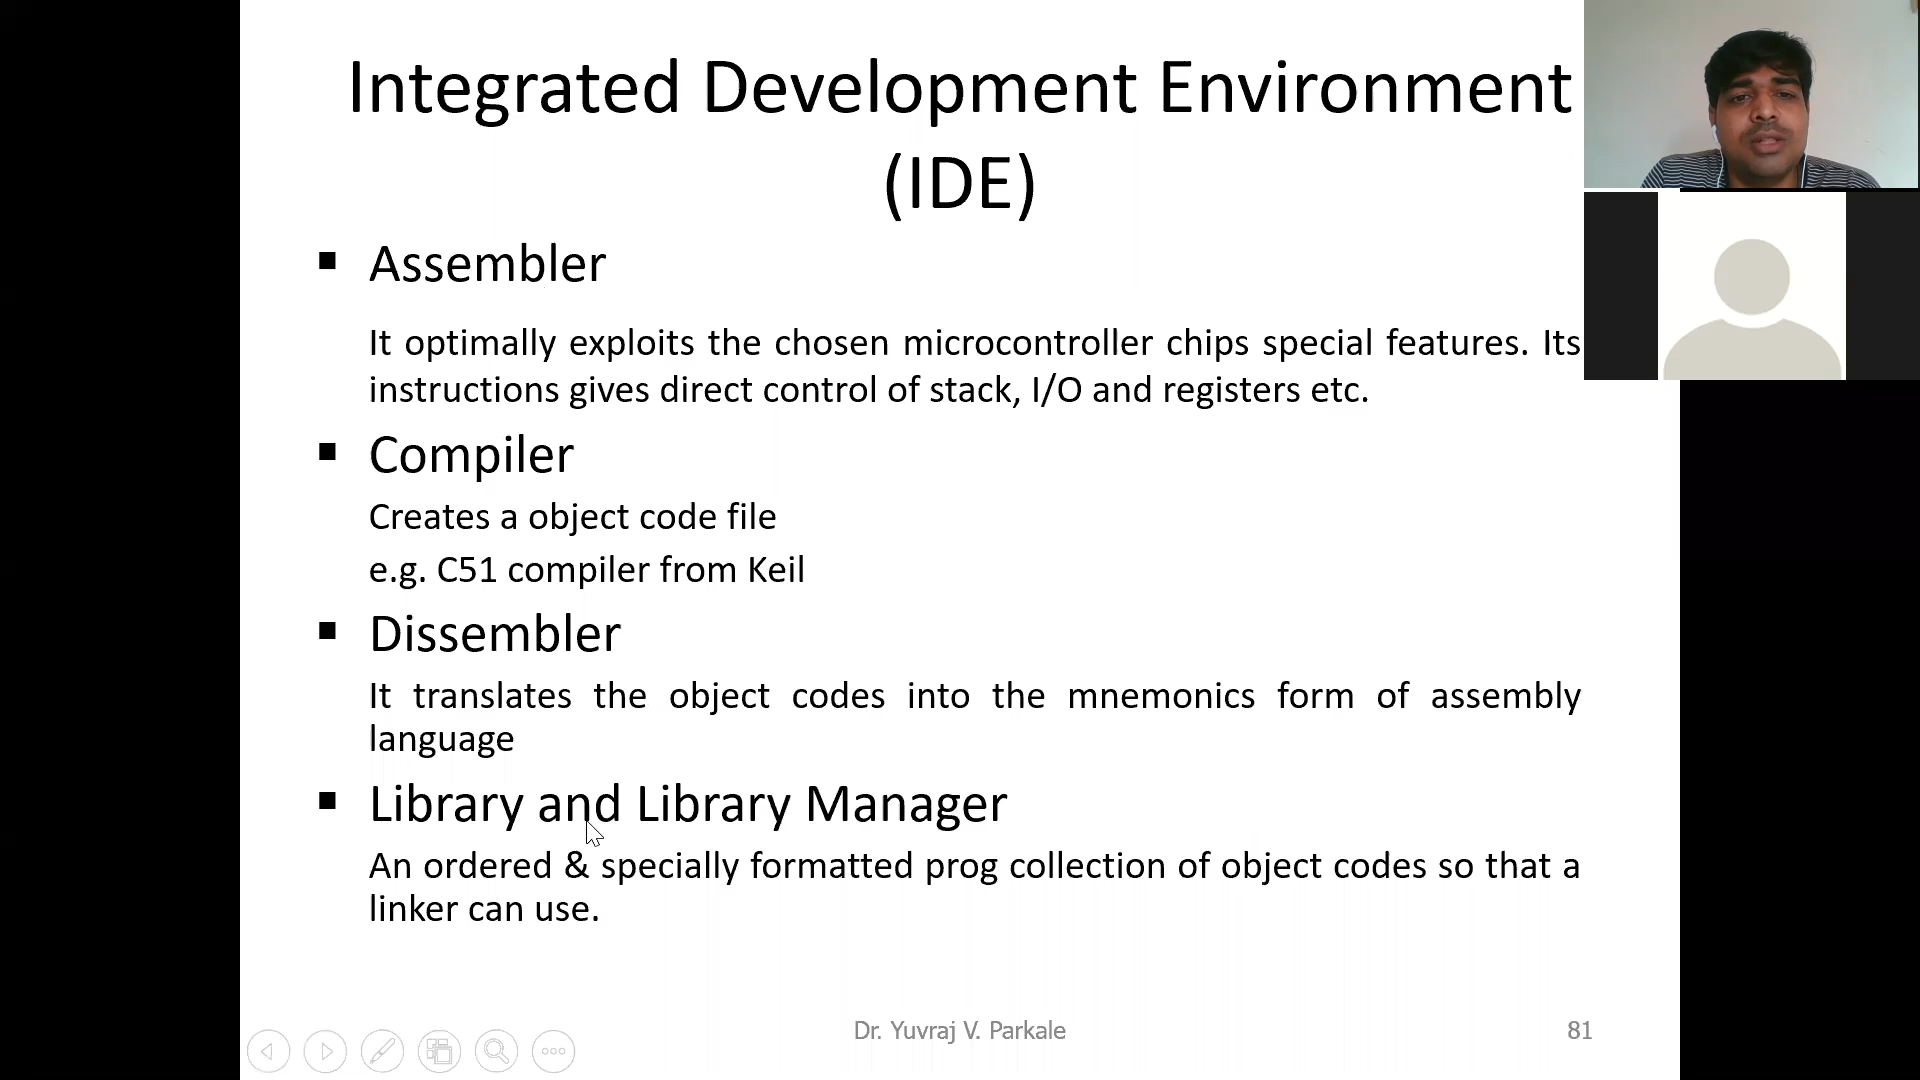 Integrated Development Environment
(IDE)
Assembler
It optimally exploits the chosen microcontroller chips special features. Its
instructions gives direct control of stack, I/O and registers etc.
Compiler
Creates a object code file
e.g. C51 compiler from Keil
Dissembler
It translates the object codes into the mnemonics form of assembly
language
Library and Library Manager
An ordered & specially formatted prog collection of object codes so that a
linker can use.
Dr. Yuvraj V. Parkale
81